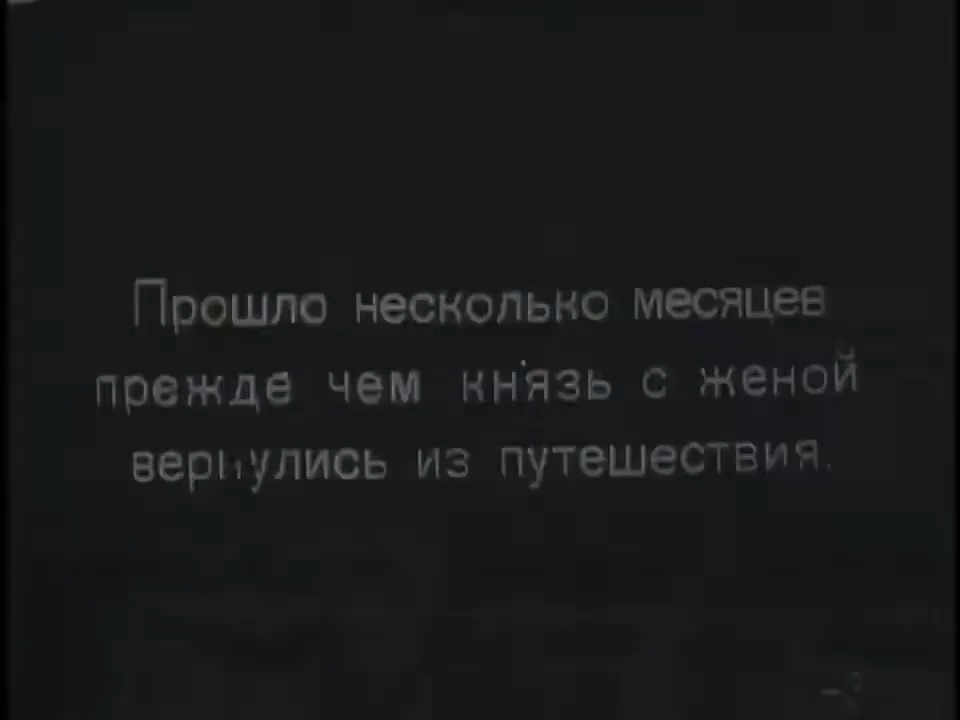 Прошло несколько месяцев
прежде чем князь с женой
вернулись из путешествия.